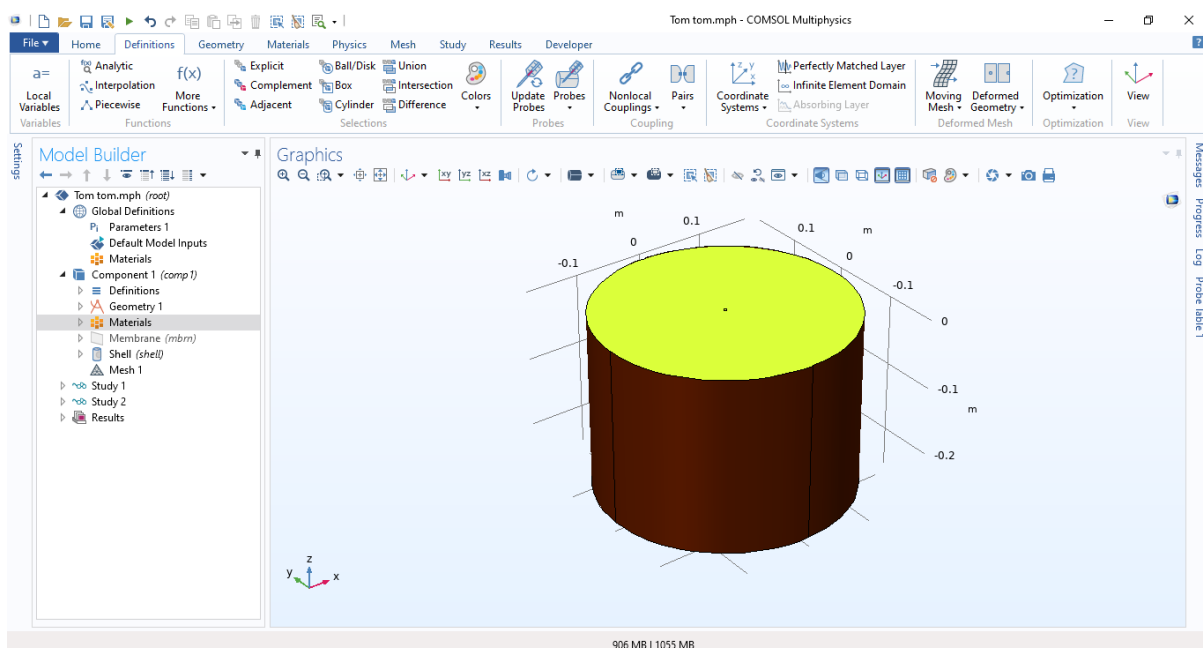 Tom tom.mph - COMSOL Multiphysics
File Home Definitions Geometry Materials Physics Mesh Study Results Developer
a=
Local
Variables
Variables
Analytic
Interpolation
Piecewise
f(x)
More
Functions
Functions
Explicit
Complement
Adjacent
Ball/Disk
Box
Cylinder
Union
Intersection
Difference
Colors
Selections
Update
Probes
Probes
Probes
Nonlocal
Couplings
Pairs
Coupling
Coordinate
Systems
Perfectly Matched Layer
Infinite Element Domain
Absorbing Layer
Coordinate Systems
Moving
Mesh
Deformed
Geometry
Deformed Mesh
Optimization
Optimization
View
View
Settings
Model Builder
Tom tom.mph (root)
Global Definitions
Pi Parameters 1
Default Model Inputs
Materials
Component 1 (comp1)
Definitions
Geometry 1
Materials
Membrane (mbrn)
Shell (shell)
Mesh 1
Study 1
Study 2
Results
Graphics
xy yz xz
m
0.1
0
-0.1
0.1
m
0
-0.1
0
-0.1
m
-0.2
z
y
x
Messages
Progress
Log
Probe Table 1
906 MB | 1055 MB